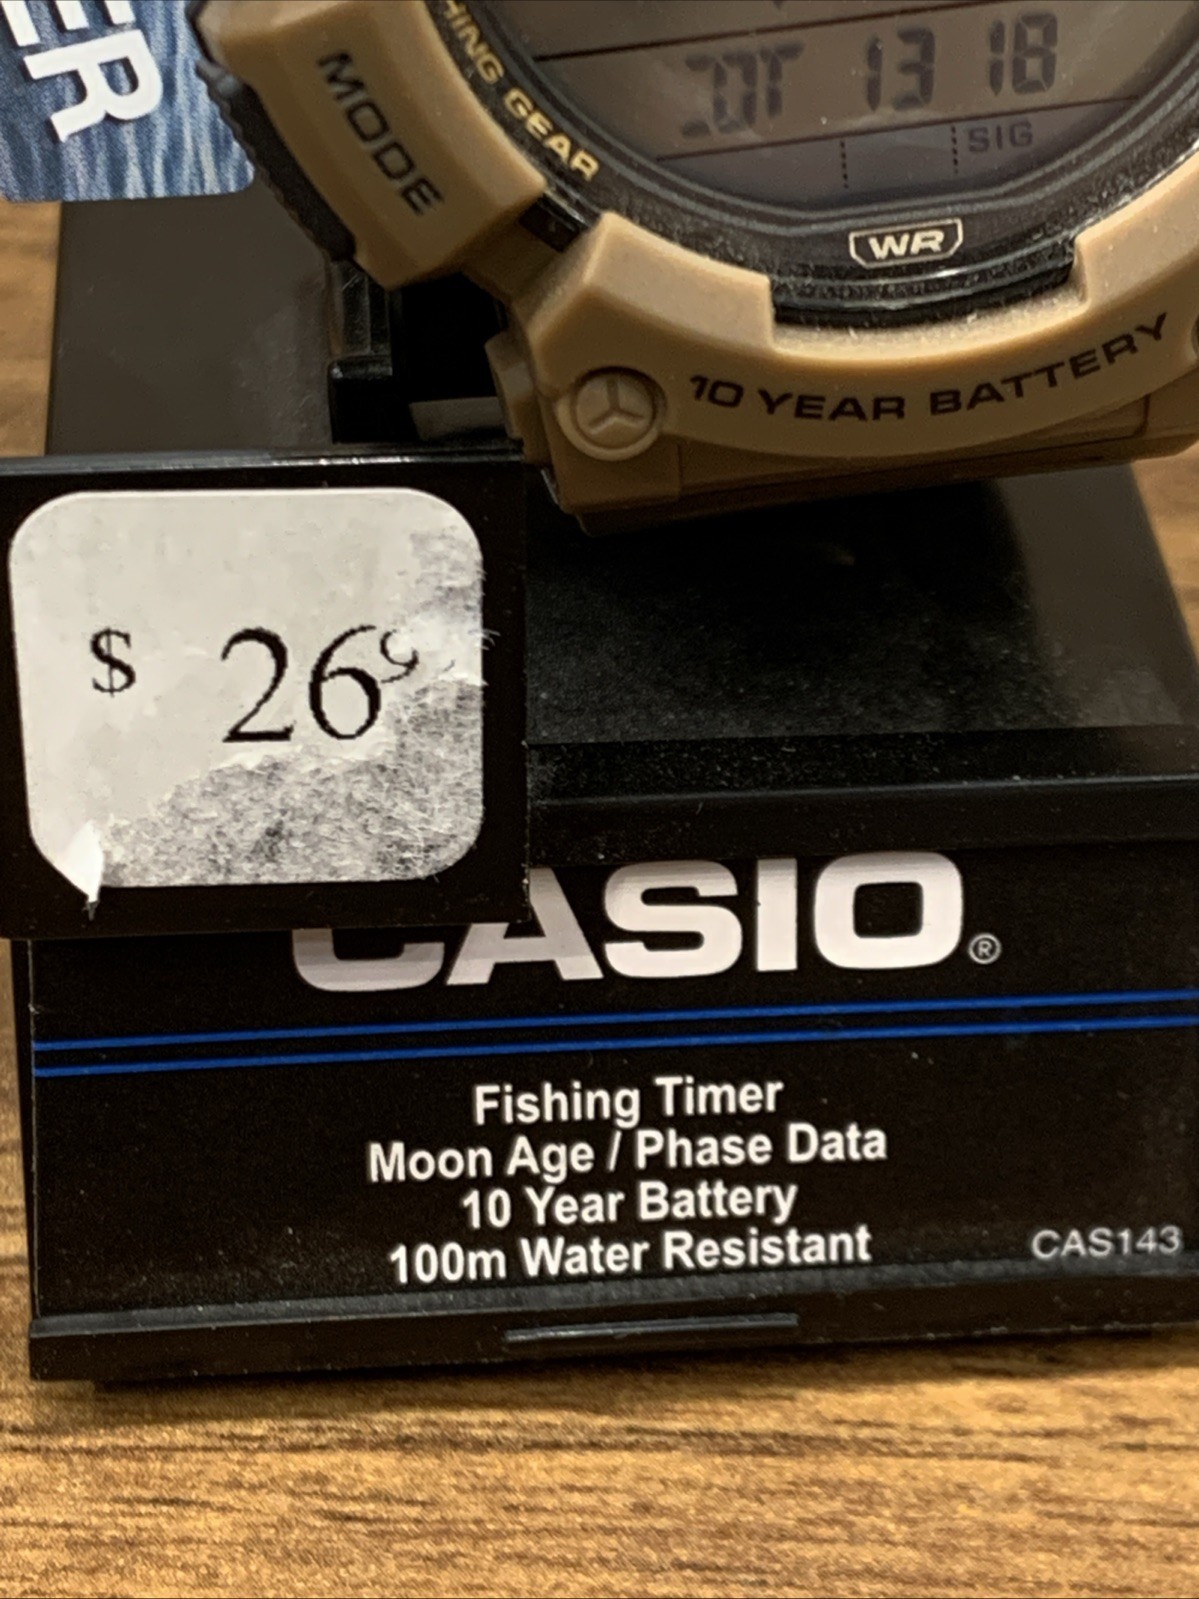 ER
MODE
HING GEAR
13 18
SIG
WR
10 YEAR BATTERY
$ 26
CASIO®
Fishing Timer
Moon Age / Phase Data
10 Year Battery
100m Water Resistant
CAS143